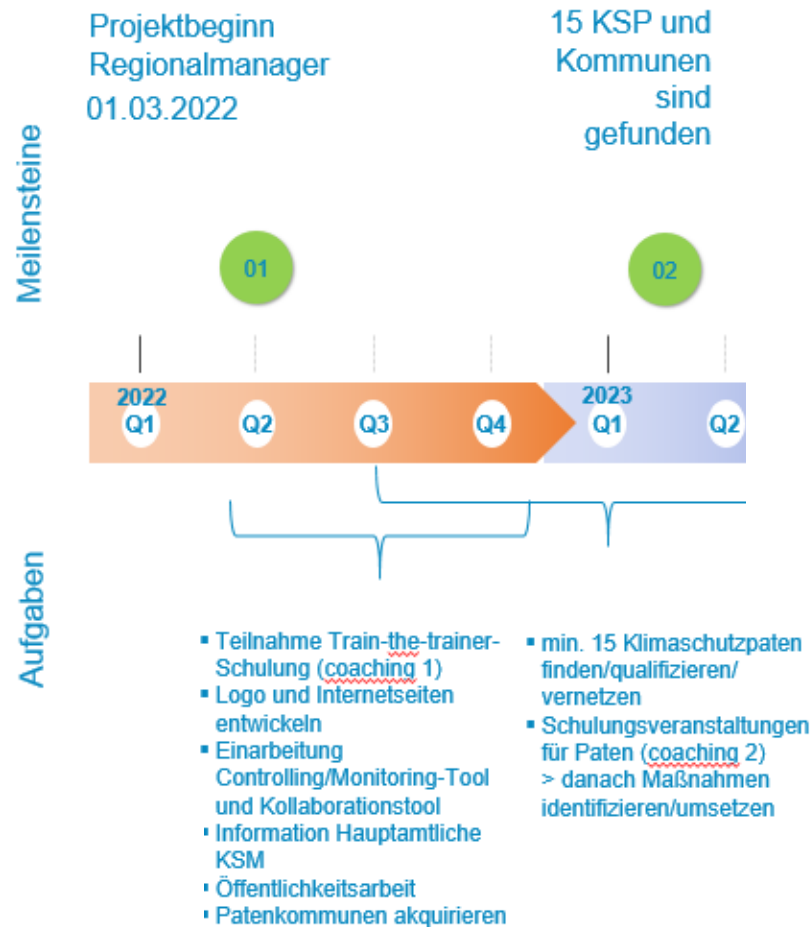 Projektbeginn
Regionalmanager
01.03.2022
15 KSP und
Kommunen
sind
gefunden
Meilensteine
01
02
2022
2023
Q1
Q2
Q3
Q4
Q1
Q2
Aufgaben
▪ Teilnahme Train-the-trainer-
Schulung (coaching 1)
▪ Logo und Internetseiten
entwickeln
▪ Einarbeitung
Controlling/Monitoring-Tool
und Kollaborationstool
▪ Information Hauptamtliche
KSM
▪ Öffentlichkeitsarbeit
▪ Patenkommunen akquirieren
▪ min. 15 Klimaschutzpaten
finden/qualifizieren/
vernetzen
▪ Schulungsveranstaltungen
für Paten (coaching 2)
> danach Maßnahmen
identifizieren/umsetzen